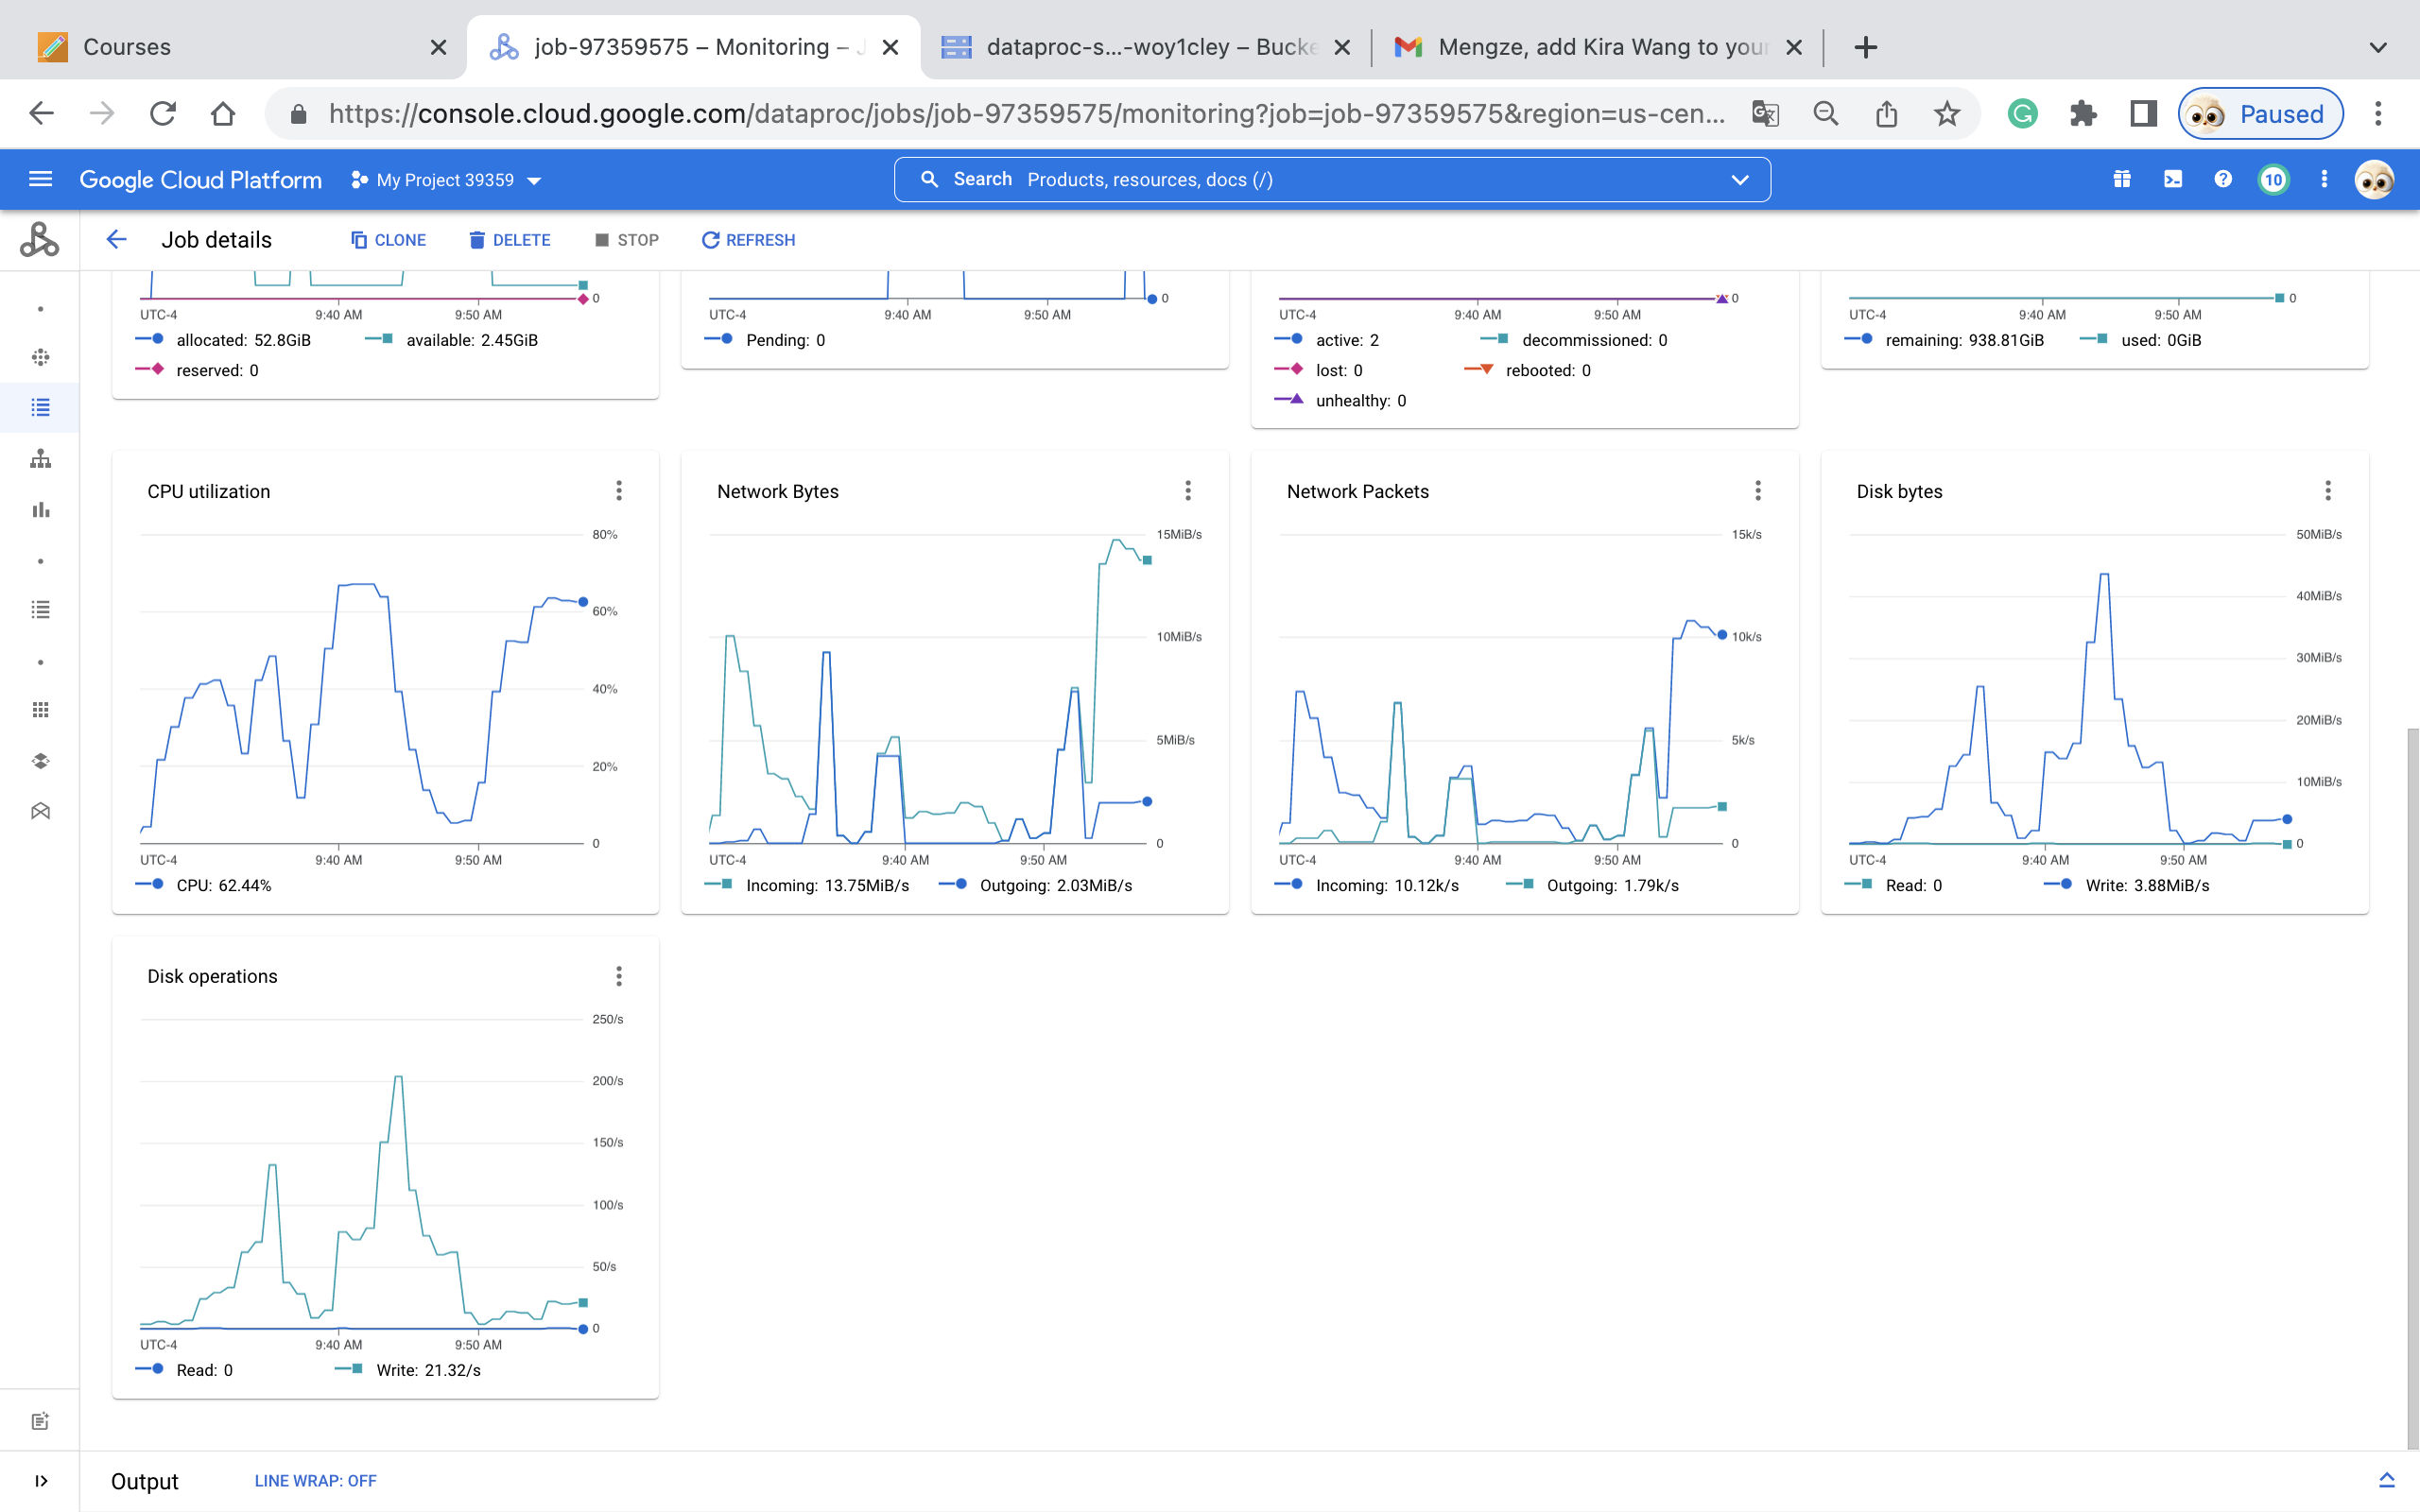 Courses
job-97359575 – Monitoring – J
dataproc-s...-woy1cley – Bucke
Mengze, add Kira Wang to your
https://console.cloud.google.com/dataproc/jobs/job-97359575/monitoring?job=job-97359575&region=us-cen...
Paused
Google Cloud Platform
My Project 39359
Search Products, resources, docs (/)
10
Job details
CLONE
DELETE
STOP
REFRESH
0
UTC-4 9:40 AM 9:50 AM
allocated: 52.8GiB available: 2.45GiB
reserved: 0
0
UTC-4 9:40 AM 9:50 AM
Pending: 0
0
UTC-4 9:40 AM 9:50 AM
active: 2 decommissioned: 0
lost: 0 rebooted: 0
unhealthy: 0
0
UTC-4 9:40 AM 9:50 AM
remaining: 938.81GiB used: 0GiB
CPU utilization
80%
60%
40%
20%
0
UTC-4 9:40 AM 9:50 AM
CPU: 62.44%
Network Bytes
15MiB/s
10MiB/s
5MiB/s
0
UTC-4 9:40 AM 9:50 AM
Incoming: 13.75MiB/s Outgoing: 2.03MiB/s
Network Packets
15k/s
10k/s
5k/s
0
UTC-4 9:40 AM 9:50 AM
Incoming: 10.12k/s Outgoing: 1.79k/s
Disk bytes
50MiB/s
40MiB/s
30MiB/s
20MiB/s
10MiB/s
0
UTC-4 9:40 AM 9:50 AM
Read: 0 Write: 3.88MiB/s
Disk operations
250/s
200/s
150/s
100/s
50/s
0
UTC-4 9:40 AM 9:50 AM
Read: 0 Write: 21.32/s
Output
LINE WRAP: OFF